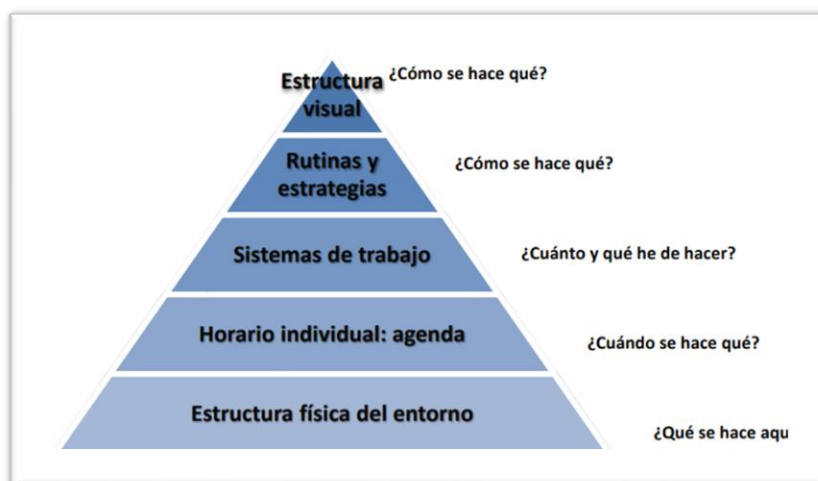 Estructura
visual
¿Cómo se hace qué?
Rutinas y
estrategias
¿Cómo se hace qué?
Sistemas de trabajo
¿Cuánto y qué he de hacer?
Horario individual: agenda
¿Cuándo se hace qué?
Estructura física del entorno
¿Qué se hace aqu